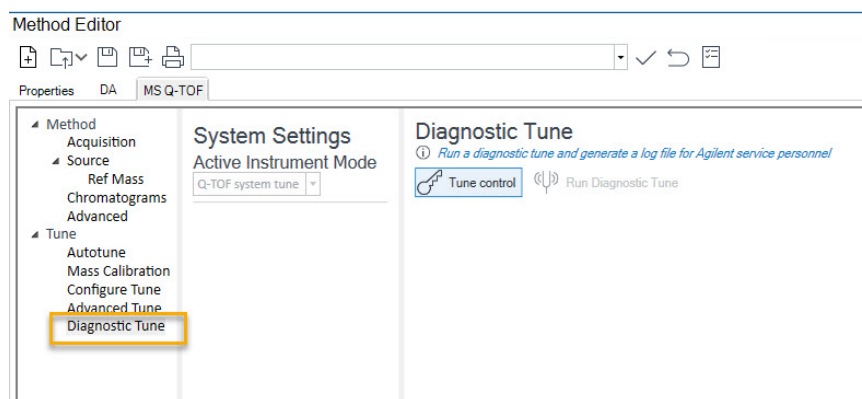 Method Editor
Properties DA MS Q-TOF
Method
Acquisition
Source
Ref Mass
Chromatograms
Advanced
Tune
Autotune
Mass Calibration
Configure Tune
Advanced Tune
Diagnostic Tune
System Settings
Active Instrument Mode
Q-TOF system tune
Diagnostic Tune
Run a diagnostic tune and generate a log file for Agilent service personnel
Tune control Run Diagnostic Tune